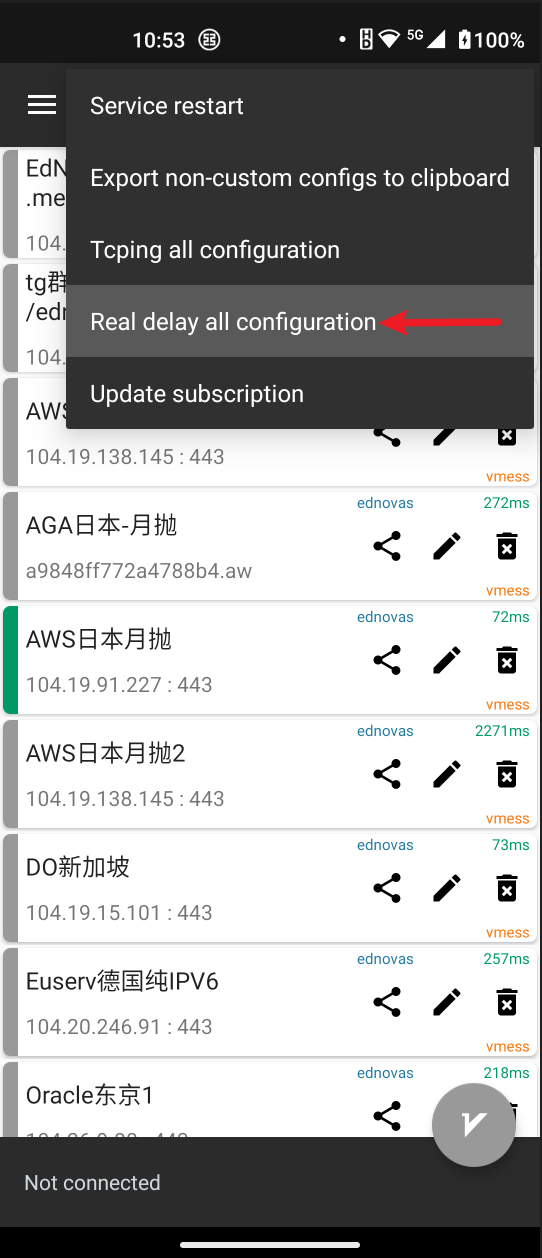 10:53
5G
100%
Service restart
Export non-custom configs to clipboard
Tcping all configuration
Real delay all configuration
Update subscription
EdN
.me
104.
tg群
/edn
104.
AWS
104.19.138.145 : 443
vmess
ednovas
272ms
AGA日本-月抛
a9848ff772a4788b4.aw
vmess
ednovas
72ms
AWS日本月抛
104.19.91.227 : 443
vmess
ednovas
2271ms
AWS日本月抛2
104.19.138.145 : 443
vmess
ednovas
73ms
DO新加坡
104.19.15.101 : 443
vmess
ednovas
257ms
Euserv德国纯IPV6
104.20.246.91 : 443
vmess
ednovas
218ms
Oracle东京1
Not connected